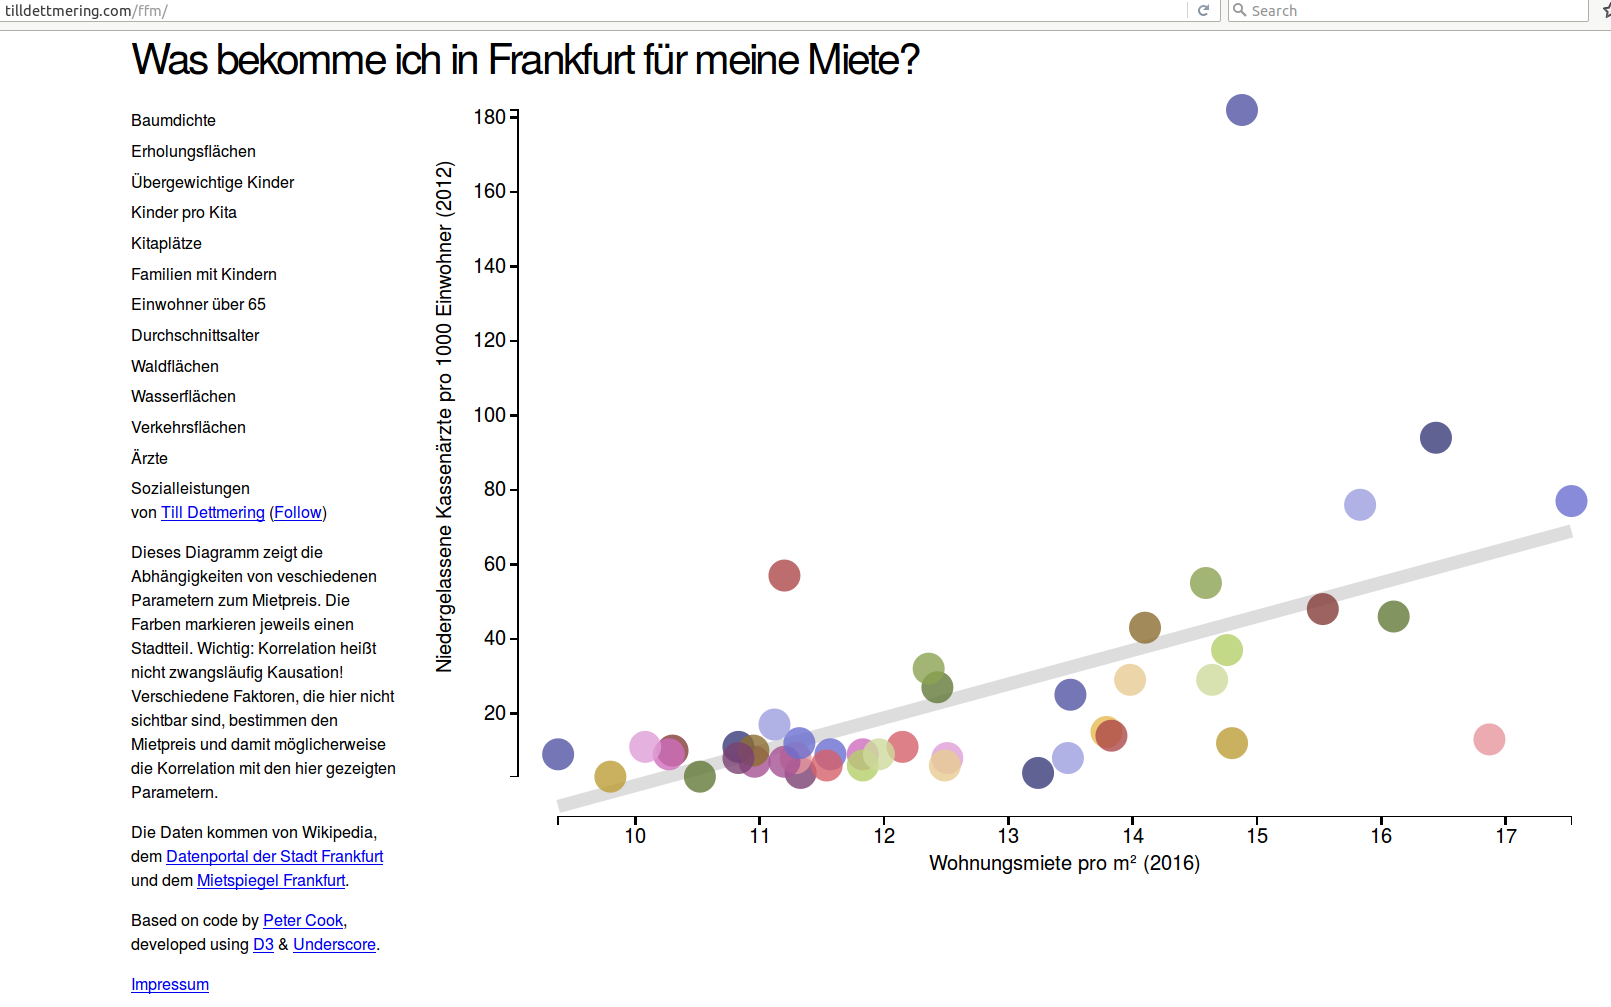 tilldettmering.com/ffm/
Search
Was bekomme ich in Frankfurt für meine Miete?
Baumdichte
Erholungsflächen
Übergewichtige Kinder
Kinder pro Kita
Kitaplätze
Familien mit Kindern
Einwohner über 65
Durchschnittsalter
Waldflächen
Wasserflächen
Verkehrsflächen
Ärzte
Sozialleistungen
von Till Dettmering (Follow)
Dieses Diagramm zeigt die
Abhängigkeiten von veschiedenen
Parametern zum Mietpreis. Die
Farben markieren jeweils einen
Stadtteil. Wichtig: Korrelation heißt
nicht zwangsläufig Kausation!
Verschiedene Faktoren, die hier nicht
sichtbar sind, bestimmen den
Mietpreis und damit möglicherweise
die Korrelation mit den hier gezeigten
Parametern.
Die Daten kommen von Wikipedia,
dem Datenportal der Stadt Frankfurt
und dem Mietspiegel Frankfurt.
Based on code by Peter Cook,
developed using D3 & Underscore.
Impressum
Niedergelassene Kassenärzte pro 1000 Einwohner (2012)
180
160
140
120
100
80
60
40
20
10 11 12 13 14 15 16 17
Wohnungsmiete pro m² (2016)